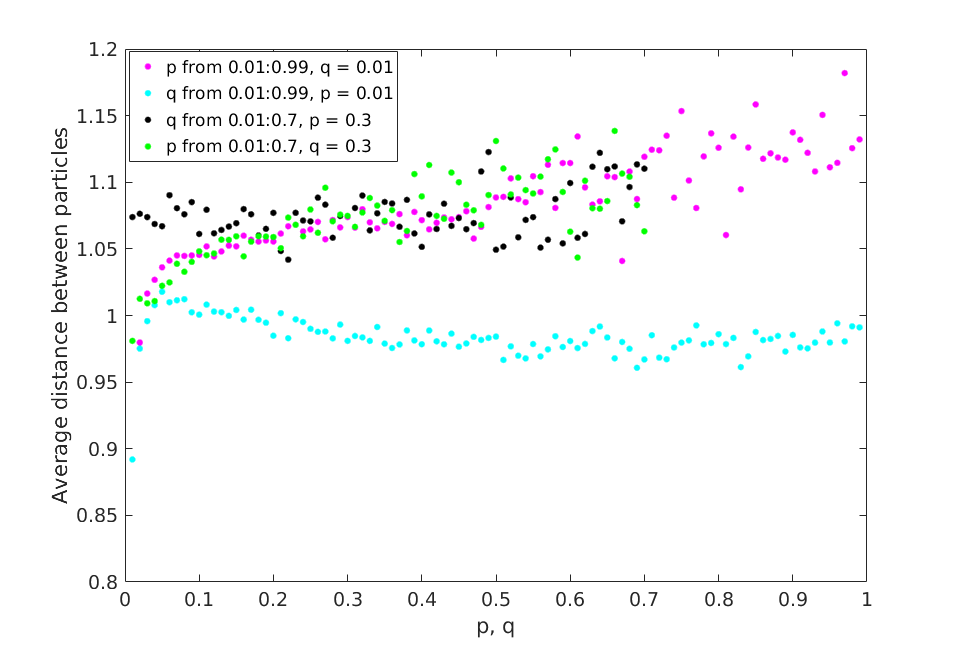 1.2
1.15
1.1
1.05
1
0.95
0.9
0.85
0.8
Average distance between particles
p from 0.01:0.99, q = 0.01
q from 0.01:0.99, p = 0.01
q from 0.01:0.7, p = 0.3
p from 0.01:0.7, q = 0.3
0 0.1 0.2 0.3 0.4 0.5 0.6 0.7 0.8 0.9 1
p, q